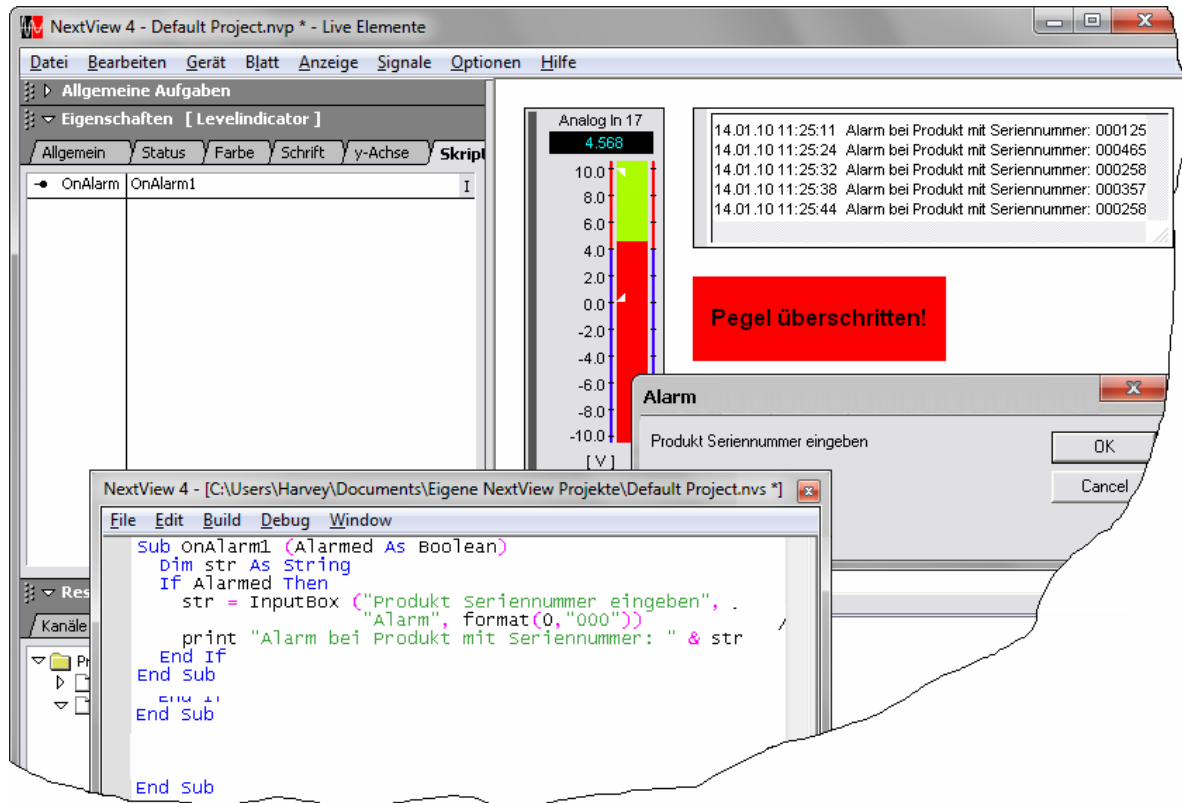 NextView 4 - Default Project.nvp * - Live Elemente
Datei Bearbeiten Gerät Blatt Anzeige Signale Optionen Hilfe
Allgemeine Aufgaben
Eigenschaften [ Levelindicator ]
Allgemein Status Farbe Schrift y-Achse Skript
OnAlarm OnAlarm1
Analog In 17
4.568
10.0
8.0
6.0
4.0
2.0
0.0
-2.0
-4.0
-6.0
-8.0
-10.0
[ V ]
14.01.10 11:25:11 Alarm bei Produkt mit Seriennummer: 000125
14.01.10 11:25:24 Alarm bei Produkt mit Seriennummer: 000465
14.01.10 11:25:32 Alarm bei Produkt mit Seriennummer: 000258
14.01.10 11:25:38 Alarm bei Produkt mit Seriennummer: 000357
14.01.10 11:25:44 Alarm bei Produkt mit Seriennummer: 000258
Pegel überschritten!
Alarm
Produkt Seriennummer eingeben
OK
Cancel
NextView 4 - [C:\Users\Harvey\Documents\Eigene NextView Projekte\Default Project.nvs *]
File Edit Build Debug Window
Sub OnAlarm1 (Alarmed As Boolean)
Dim str As String
If Alarmed Then
str = InputBox ("Produkt Seriennummer eingeben", _
"Alarm", format(0,"000"))
print "Alarm bei Produkt mit Seriennummer: " & str
End If
End Sub
End If
End Sub
End Sub
Res
Kanäle
Pr